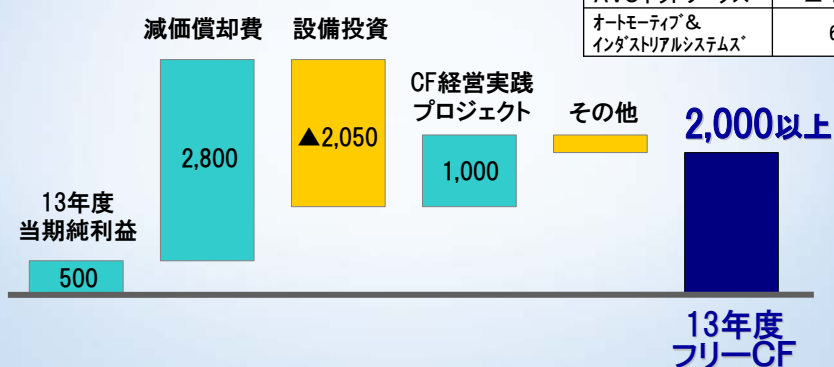 オートモーティブ&
インダストリアルシステムズ
6
減価償却費
設備投資
CF経営実践
プロジェクト
その他
2,000以上
▲2,050
2,800
1,000
13年度
当期純利益
500
13年度
フリーCF